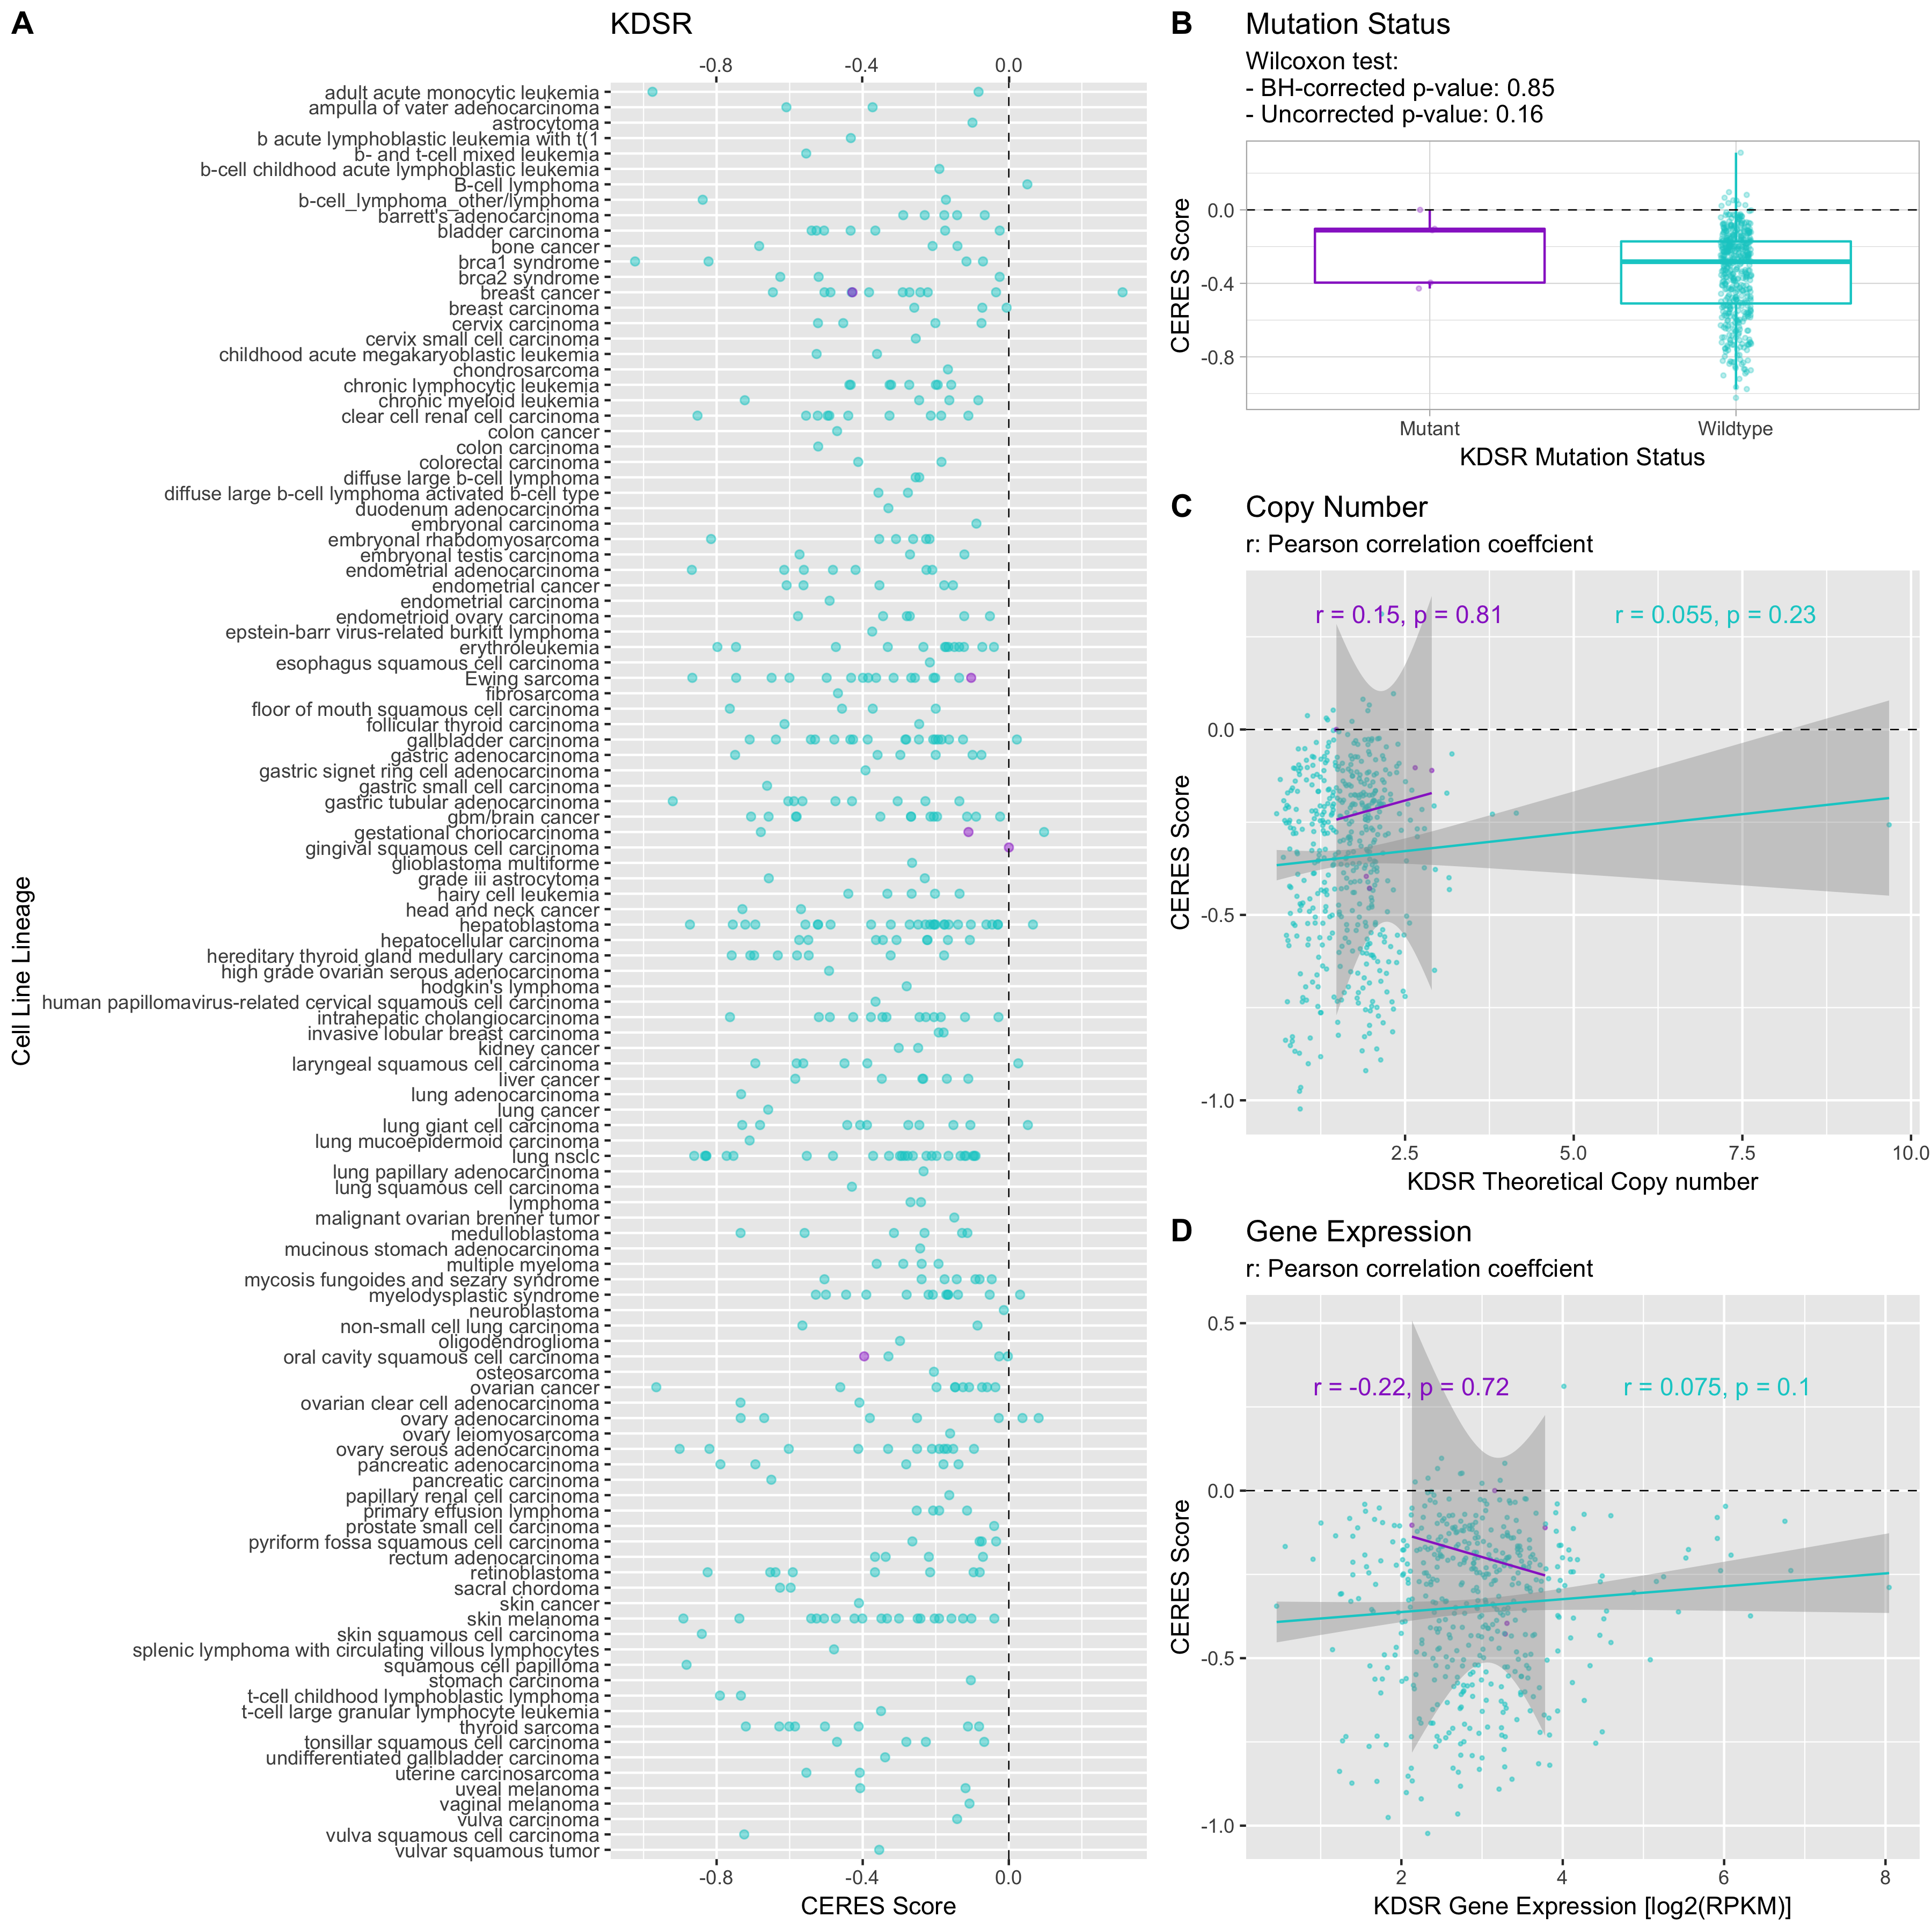 A
KDSR
-0.8
-0.4
0.0
adult acute monocytic leukemia
ampulla of vater adenocarcinoma
astrocytoma
b acute lymphoblastic leukemia with t(1
b- and t-cell mixed leukemia
b-cell childhood acute lymphoblastic leukemia
B-cell lymphoma
b-cell_lymphoma_other/lymphoma
barrett's adenocarcinoma
bladder carcinoma
bone cancer
brca1 syndrome
brca2 syndrome
breast cancer
breast carcinoma
cervix carcinoma
cervix small cell carcinoma
childhood acute megakaryoblastic leukemia
chondrosarcoma
chronic lymphocytic leukemia
chronic myeloid leukemia
clear cell renal cell carcinoma
colon cancer
colon carcinoma
colorectal carcinoma
diffuse large b-cell lymphoma
diffuse large b-cell lymphoma activated b-cell type
duodenum adenocarcinoma
embryonal carcinoma
embryonal rhabdomyosarcoma
embryonal testis carcinoma
endometrial adenocarcinoma
endometrial cancer
endometrial carcinoma
endometrioid ovary carcinoma
epstein-barr virus-related burkitt lymphoma
erythroleukemia
esophagus squamous cell carcinoma
Ewing sarcoma
fibrosarcoma
floor of mouth squamous cell carcinoma
follicular thyroid carcinoma
gallbladder carcinoma
gastric adenocarcinoma
gastric signet ring cell adenocarcinoma
gastric small cell carcinoma
gastric tubular adenocarcinoma
gbm/brain cancer
gestational choriocarcinoma
gingival squamous cell carcinoma
glioblastoma multiforme
grade iii astrocytoma
hairy cell leukemia
head and neck cancer
hepatoblastoma
hepatocellular carcinoma
hereditary thyroid gland medullary carcinoma
high grade ovarian serous adenocarcinoma
hodgkin's lymphoma
human papillomavirus-related cervical squamous cell carcinoma
intrahepatic cholangiocarcinoma
invasive lobular breast carcinoma
kidney cancer
laryngeal squamous cell carcinoma
liver cancer
lung adenocarcinoma
lung cancer
lung giant cell carcinoma
lung mucoepidermoid carcinoma
lung nsclc
lung papillary adenocarcinoma
lung squamous cell carcinoma
lymphoma
malignant ovarian brenner tumor
medulloblastoma
mucinous stomach adenocarcinoma
multiple myeloma
mycosis fungoides and sezary syndrome
myelodysplastic syndrome
neuroblastoma
non-small cell lung carcinoma
oligodendroglioma
oral cavity squamous cell carcinoma
osteosarcoma
ovarian cancer
ovarian clear cell adenocarcinoma
ovary adenocarcinoma
ovary leiomyosarcoma
ovary serous adenocarcinoma
pancreatic adenocarcinoma
pancreatic carcinoma
papillary renal cell carcinoma
primary effusion lymphoma
prostate small cell carcinoma
pyriform fossa squamous cell carcinoma
rectum adenocarcinoma
retinoblastoma
sacral chordoma
skin cancer
skin melanoma
skin squamous cell carcinoma
splenic lymphoma with circulating villous lymphocytes
squamous cell papilloma
stomach carcinoma
t-cell childhood lymphoblastic lymphoma
t-cell large granular lymphocyte leukemia
thyroid sarcoma
tonsillar squamous cell carcinoma
undifferentiated gallbladder carcinoma
uterine carcinosarcoma
uveal melanoma
vaginal melanoma
vulva carcinoma
vulva squamous cell carcinoma
vulvar squamous tumor
-0.8
-0.4
0.0
CERES Score
Cell Line Lineage
B
Mutation Status
Wilcoxon test:
- BH-corrected p-value: 0.85
- Uncorrected p-value: 0.16
0.0
-0.4
-0.8
CERES Score
Mutant
Wildtype
KDSR Mutation Status
C
Copy Number
r: Pearson correlation coeffcient
r = 0.15, p = 0.81
r = 0.055, p = 0.23
0.0
-0.5
-1.0
CERES Score
2.5
5.0
7.5
10.0
KDSR Theoretical Copy number
D
Gene Expression
r: Pearson correlation coeffcient
r = -0.22, p = 0.72
r = 0.075, p = 0.1
0.5
0.0
-0.5
-1.0
CERES Score
2
4
6
8
KDSR Gene Expression [log2(RPKM)]